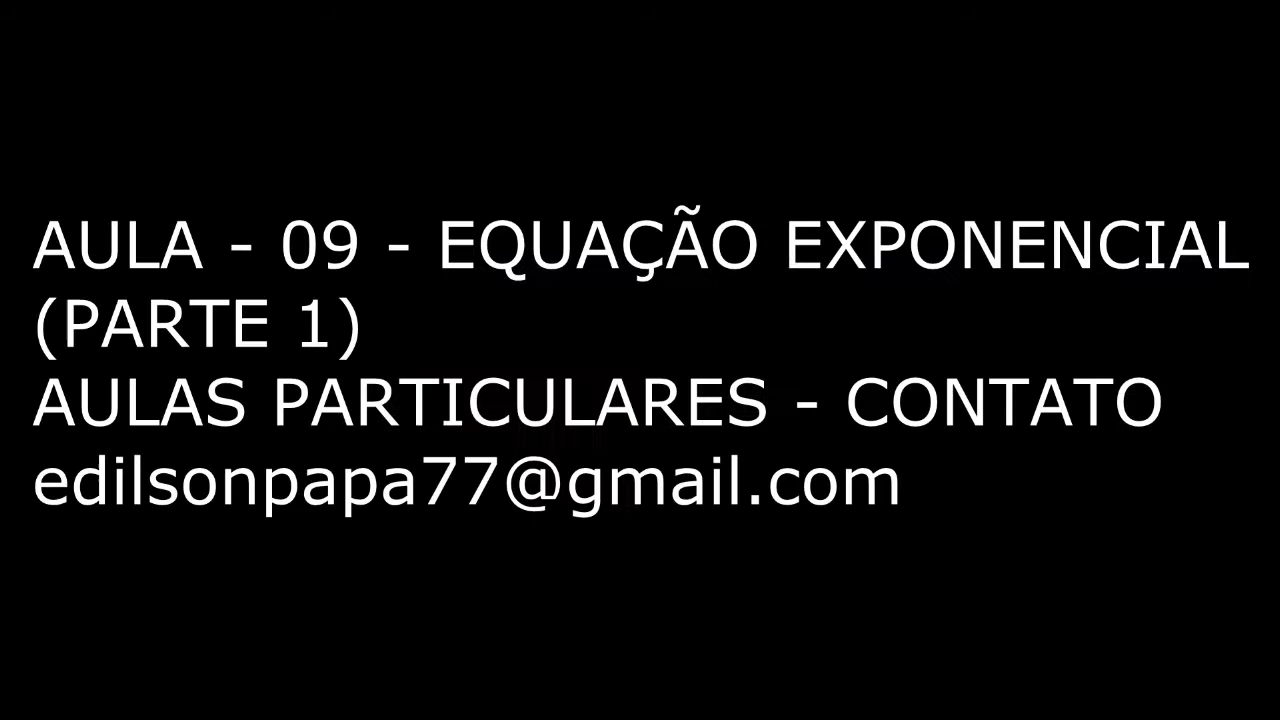 AULA - 09 - EQUAÇÃO EXPONENCIAL
(PARTE 1)
AULAS PARTICULARES - CONTATO
edilsonpapa77@gmail.com